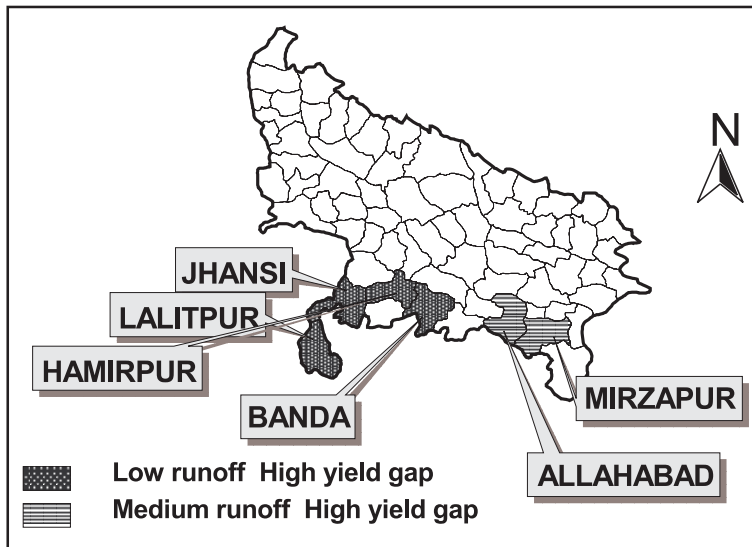 N
JHANSI
LALITPUR
HAMIRPUR
BANDA
MIRZAPUR
ALLAHABAD
Low runoff High yield gap
Medium runoff High yield gap